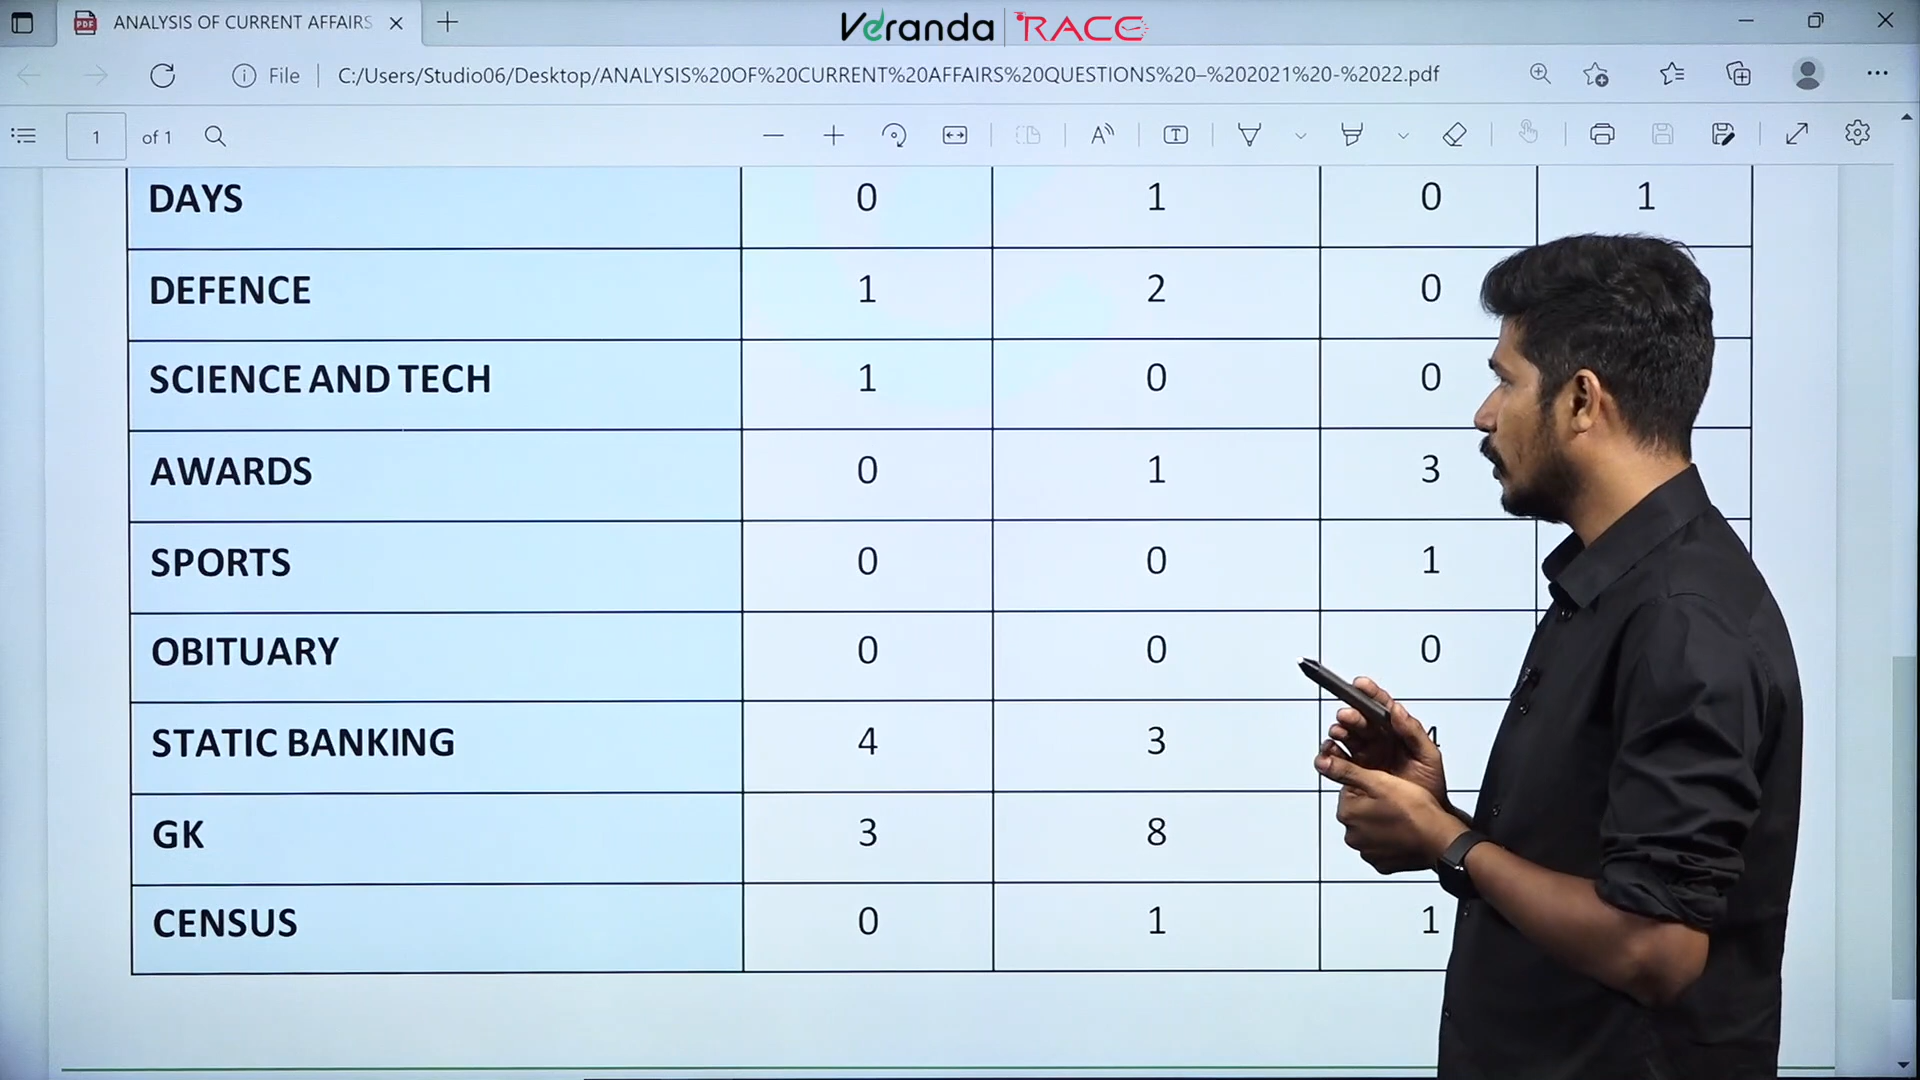 ANALYSIS OF CURRENT AFFAIRS
Veranda RACE
File
C:/Users/Studio06/Desktop/ANALYSIS%20OF%20CURRENT%20AFFAIRS%20QUESTIONS%20–%202021%20-%2022.pdf
1 of 1
DAYS 0 1 0 1
DEFENCE 1 2 0
SCIENCE AND TECH 1 0 0
AWARDS 0 1 3
SPORTS 0 0 1
OBITUARY 0 0 0
STATIC BANKING 4 3 4
GK 3 8
CENSUS 0 1 1